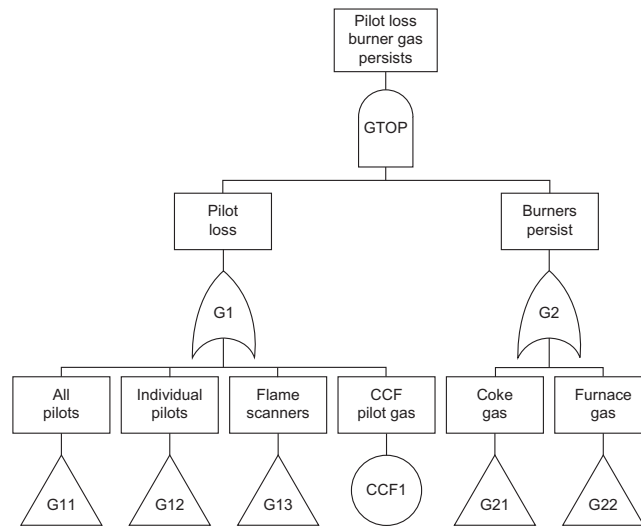 Pilot loss
burner gas
persists
GTOP
Pilot
loss
Burners
persist
G1
G2
All
pilots
Individual
pilots
Flame
scanners
CCF
pilot gas
Coke
gas
Furnace
gas
G11
G12
G13
CCF1
G21
G22